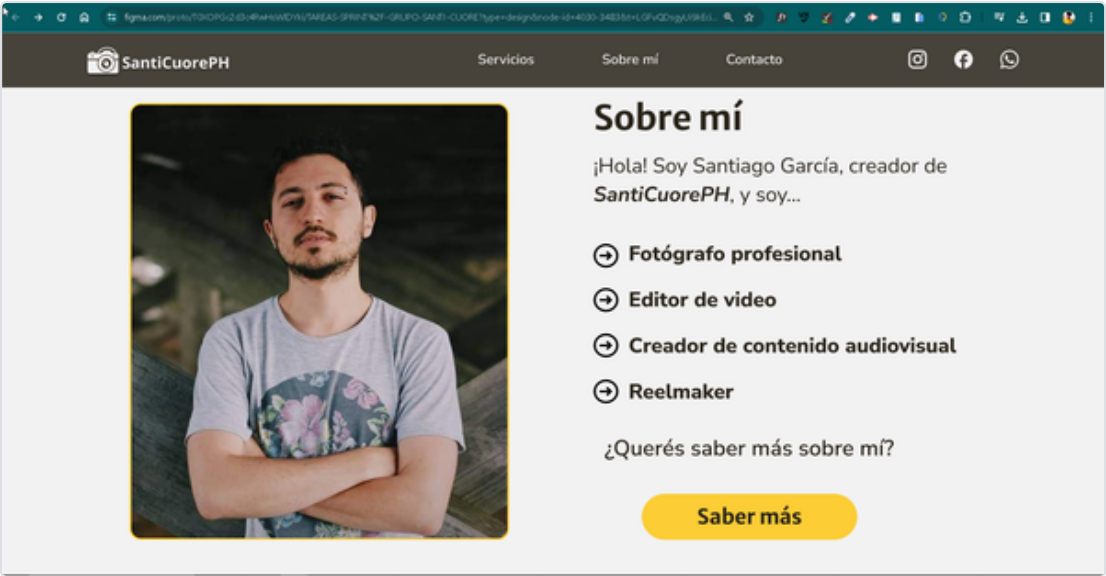 SantiCuorePH
Servicios
Sobre mí
Contacto
Sobre mí
¡Hola! Soy Santiago García, creador de
SantiCuorePH, y soy...
Fotógrafo profesional
Editor de video
Creador de contenido audiovisual
Reelmaker
¿Querés saber más sobre mí?
Saber más